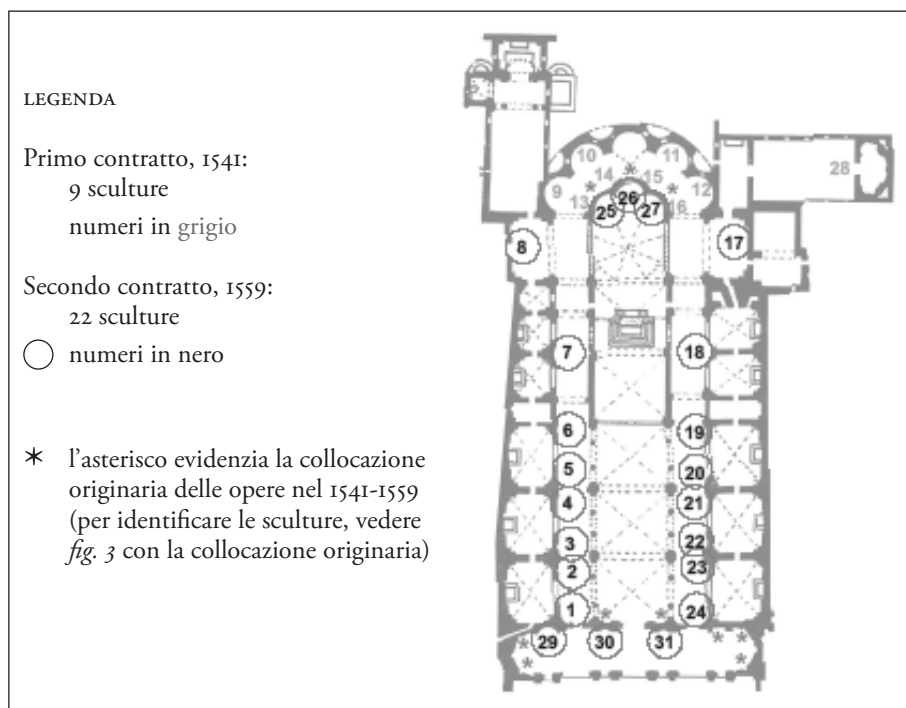 LEGENDA
Primo contratto, 1541:
9 sculture
numeri in grigio
Secondo contratto, 1559:
22 sculture
numeri in nero
* l'asterisco evidenzia la collocazione
originaria delle opere nel 1541-1559
(per identificare le sculture, vedere
fig. 3 con la collocazione originaria)
10 11
14 15 28
9 12
13 26 16
25 27
8 17
7 18
6 19
5 20
4 21
3 22
2 23
1 24
29 30 31